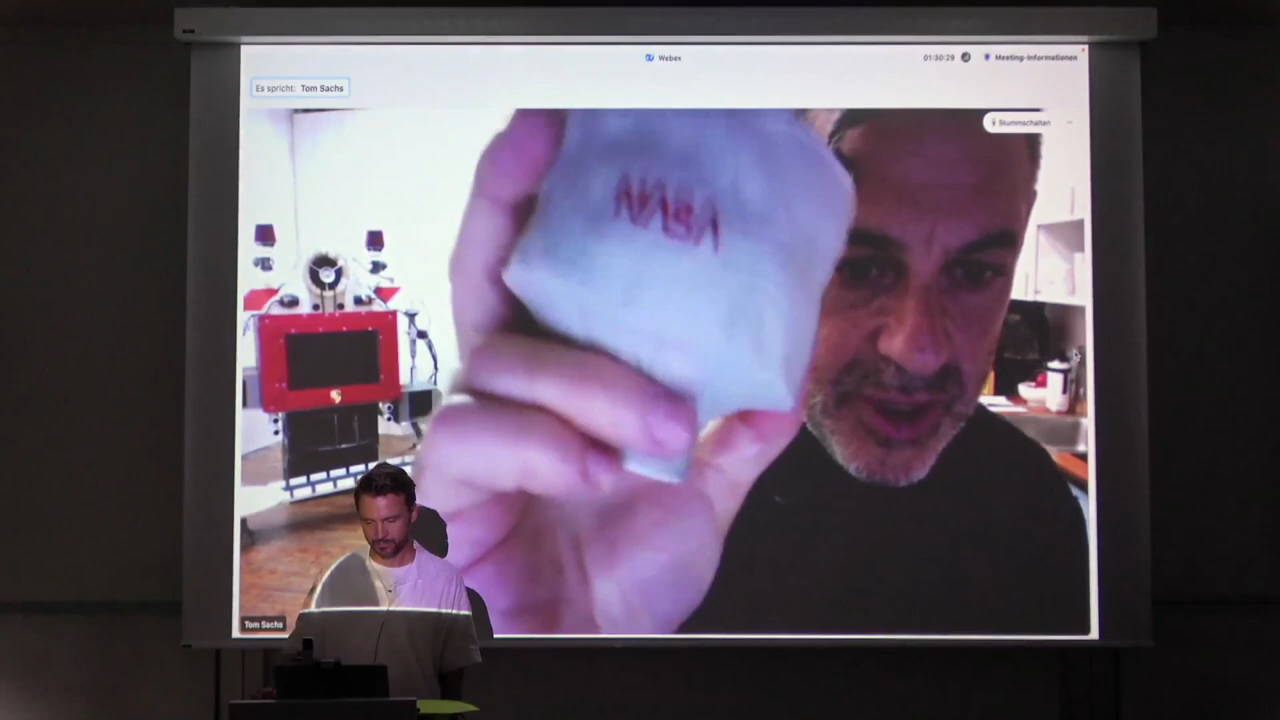 Webex
01:30:29
Meeting-Informationen
Es spricht: Tom Sachs
Stummschalten
NASA
Tom Sachs